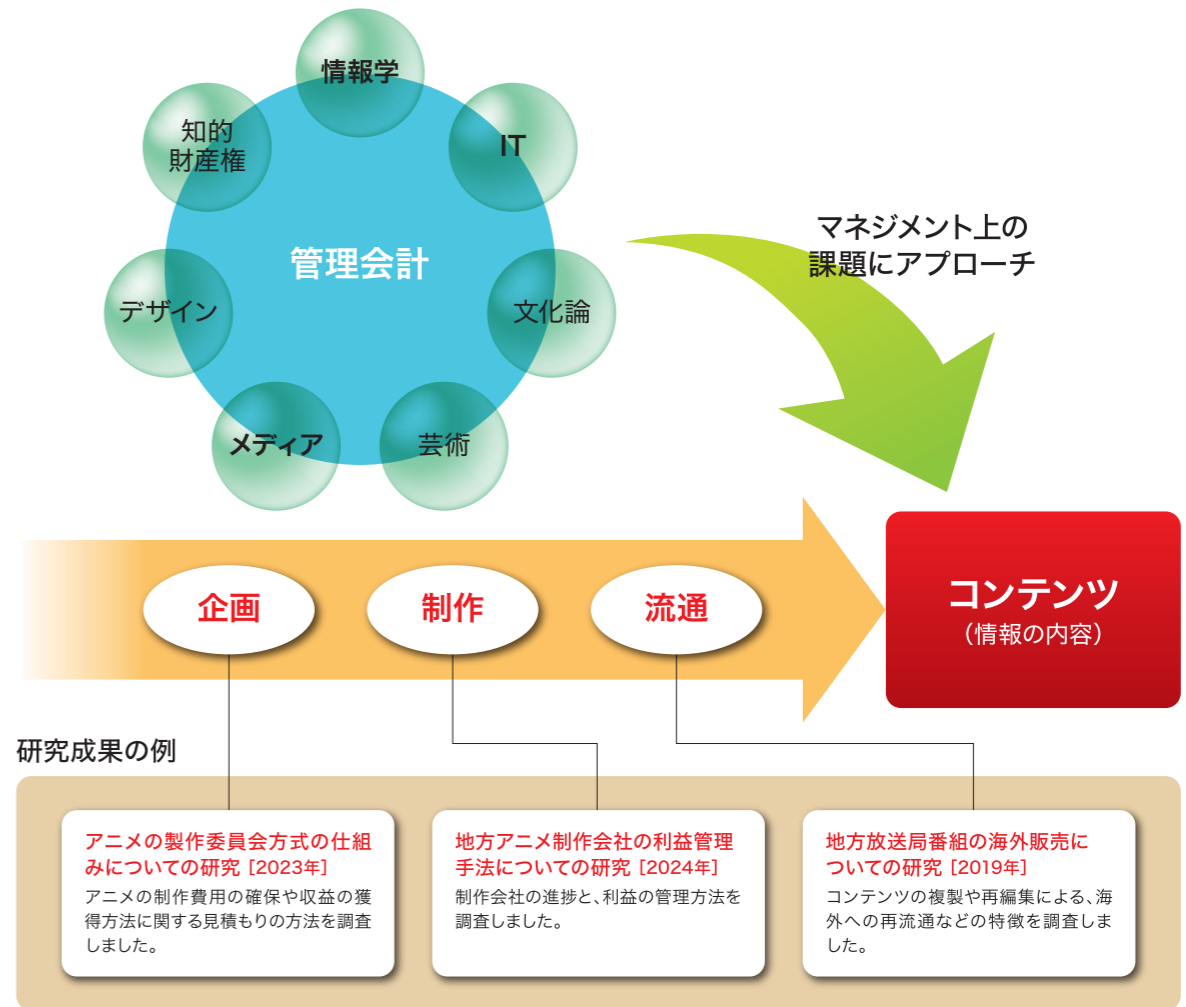 情報学
知的
財産権
IT
管理会計
デザイン
文化論
メディア
芸術
マネジメント上の
課題にアプローチ
企画
制作
流通
コンテンツ
（情報の内容）
研究成果の例
アニメの製作委員会方式の仕組
みについての研究［2023年］
アニメの制作費用の確保や収益の獲
得方法に関する見積もりの方法を調査
しました。
地方アニメ制作会社の利益管理
手法についての研究［2024年］
制作会社の進捗と、利益の管理方法を
調査しました。
地方放送局番組の海外販売に
ついての研究［2019年］
コンテンツの複製や再編集による、海
外への再流通などの特徴を調査しま
した。